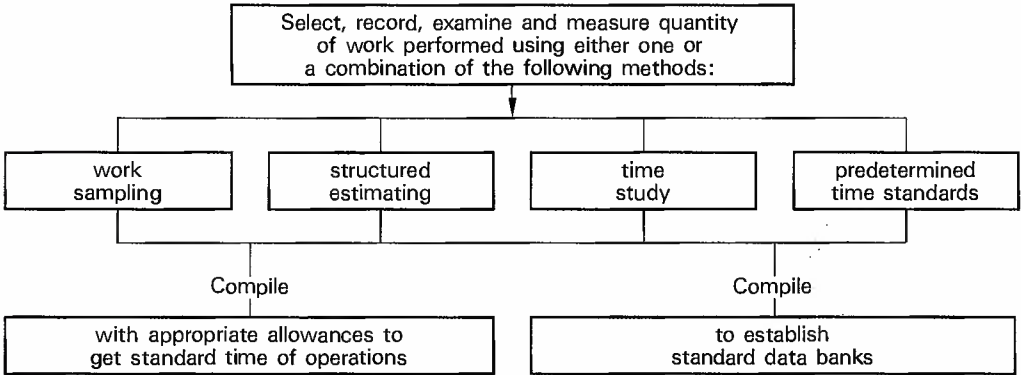 Select, record, examine and measure quantity
of work performed using either one or
a combination of the following methods:
work
sampling
structured
estimating
time
study
predetermined
time standards
Compile
Compile
with appropriate allowances to
get standard time of operations
to establish
standard data banks